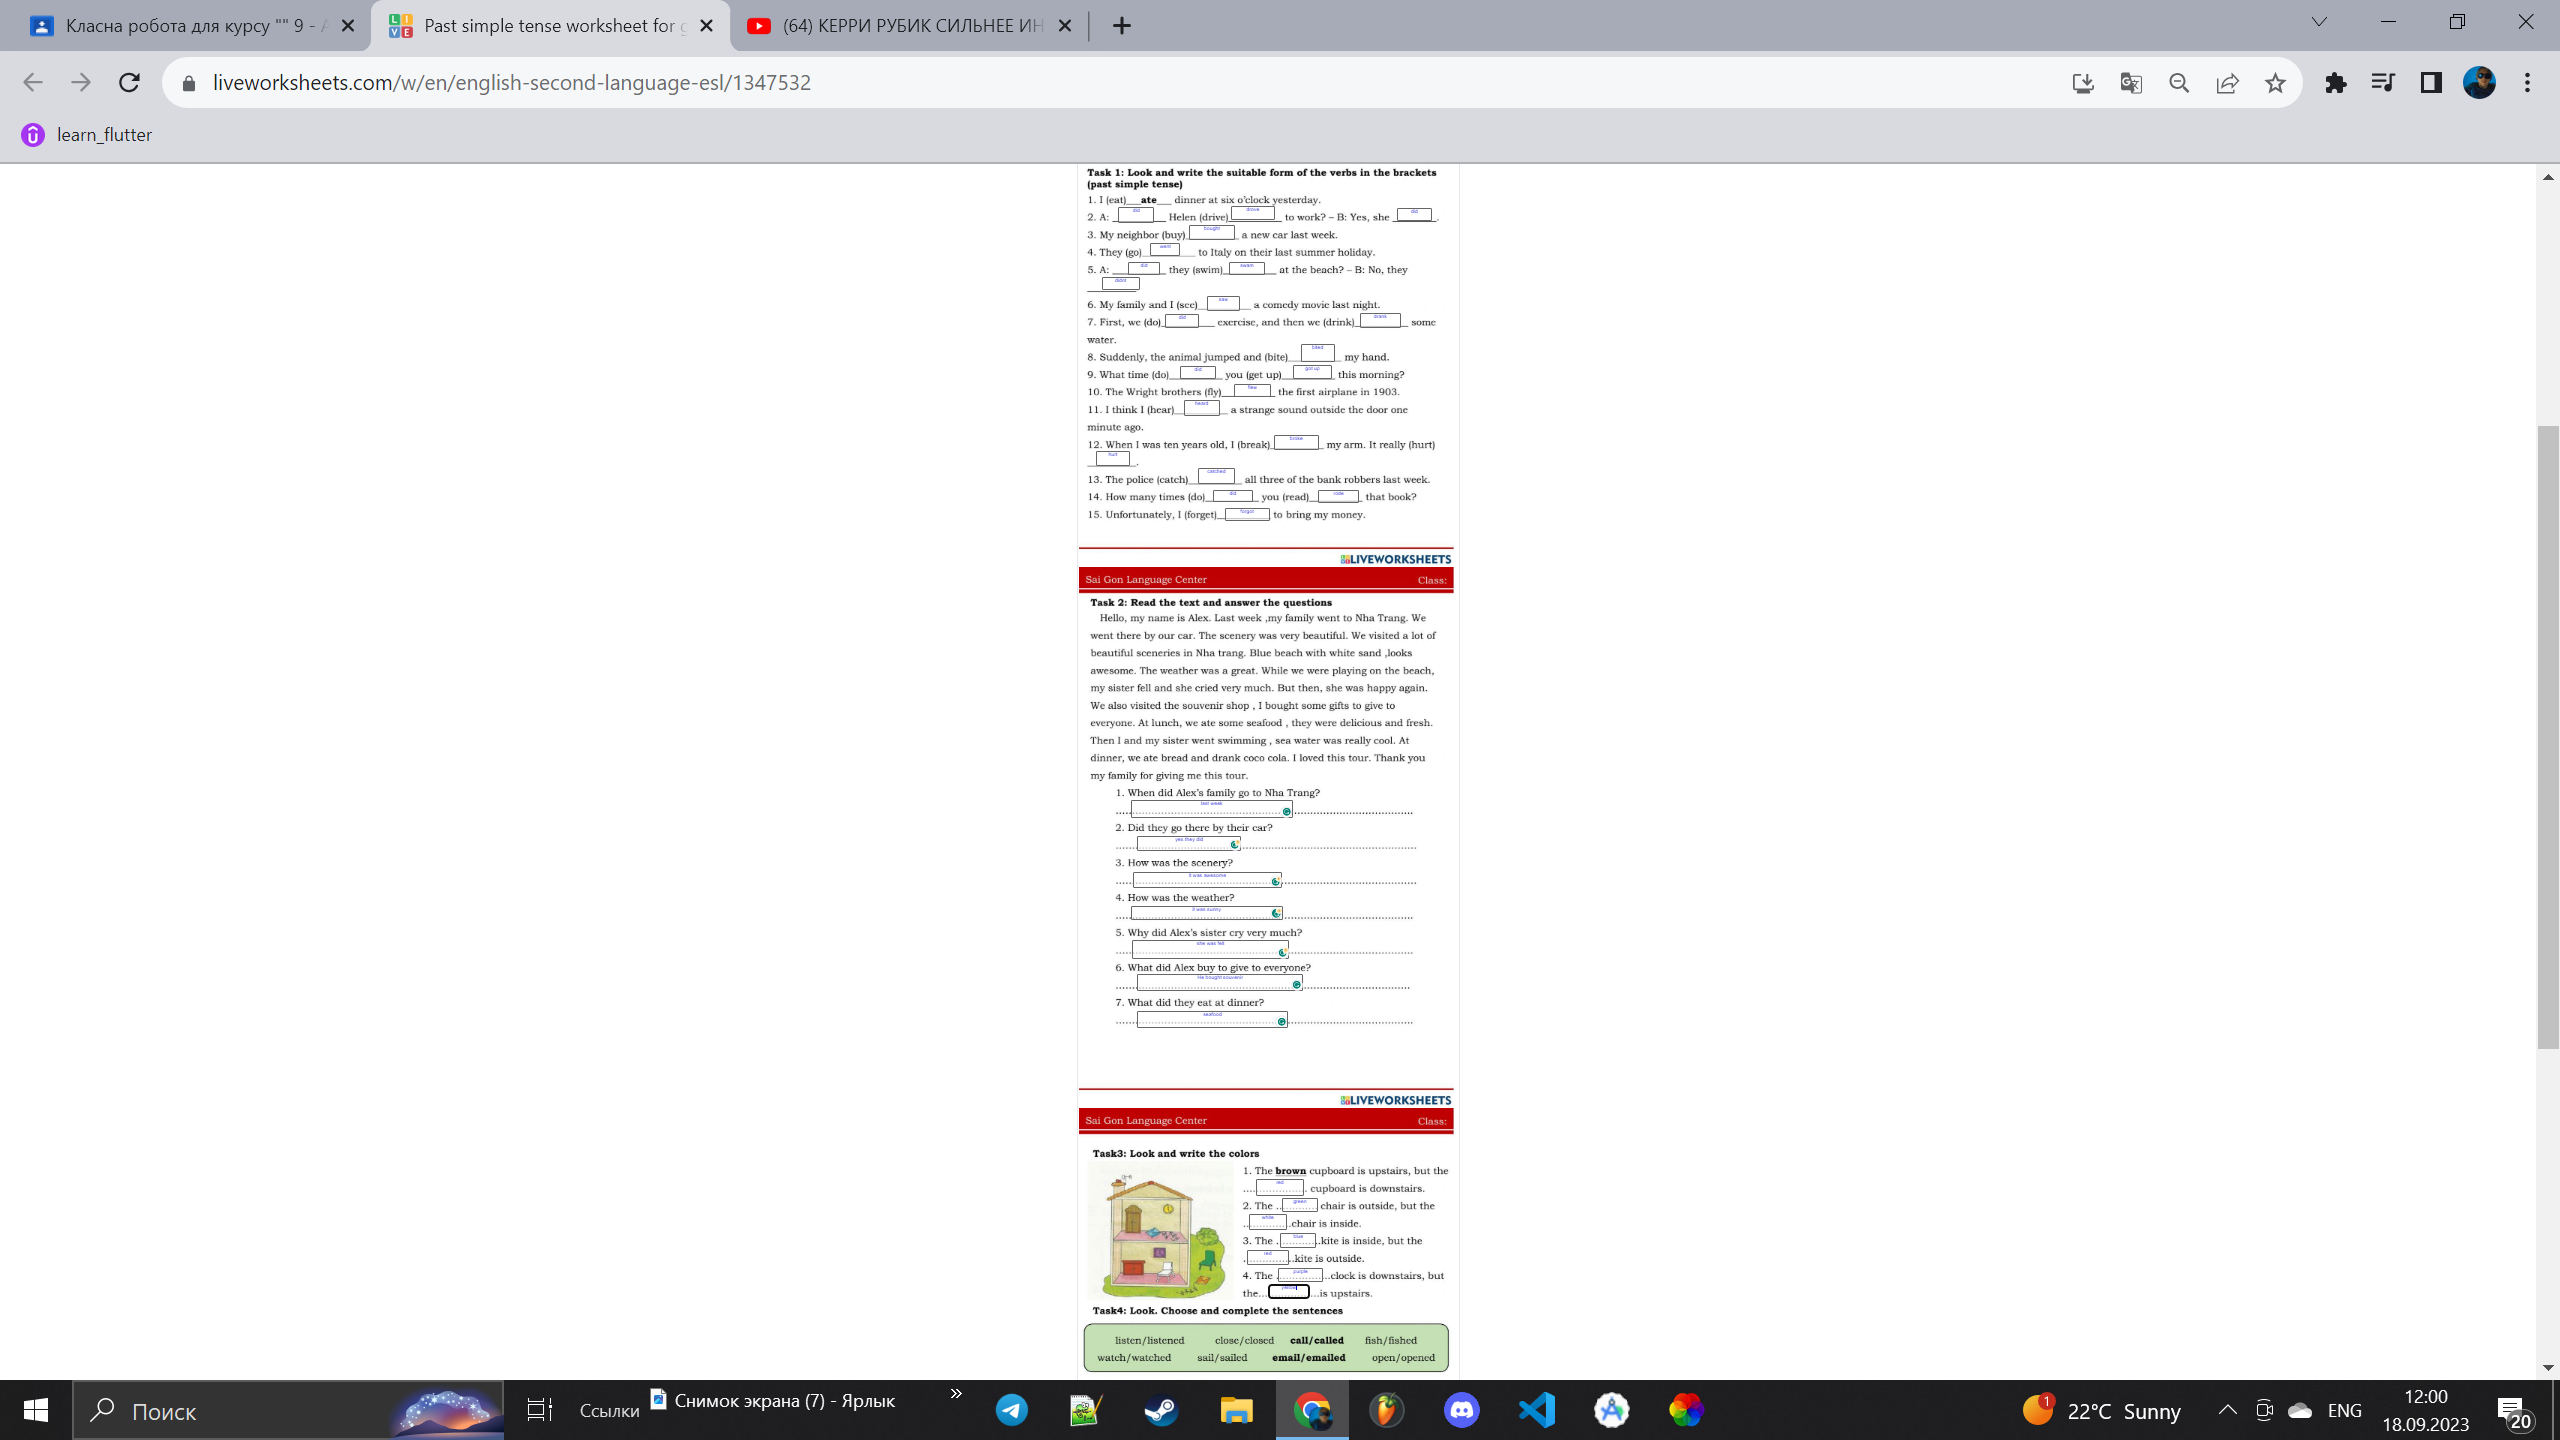 Класна робота для курсу "" 9 - А
Past simple tense worksheet for g
(64) КЕРРИ РУБИК СИЛЬНЕЕ ИН
liveworksheets.com/w/en/english-second-language-esl/1347532
learn_flutter
Task 1: Look and write the suitable form of the verbs in the brackets
(past simple tense)
1. I (eat)___ate___ dinner at six o'clock yesterday.
2. A: did Helen (drive) drove to work? – B: Yes, she did.
3. My neighbor (buy) bought a new car last week.
4. They (go) went to Italy on their last summer holiday.
5. A: did they (swim) swam at the beach? – B: No, they
didnt
6. My family and I (see) saw a comedy movie last night.
7. First, we (do) did exercise, and then we (drink) drank some
water.
8. Suddenly, the animal jumped and (bite) bited my hand.
9. What time (do) did you (get up) got up this morning?
10. The Wright brothers (fly) flew the first airplane in 1903.
11. I think I (hear) heard a strange sound outside the door one
minute ago.
12. When I was ten years old, I (break) broke my arm. It really (hurt)
hurt.
13. The police (catch) catched all three of the bank robbers last week.
14. How many times (do) did you (read) that book?
15. Unfortunately, I (forget) forgot to bring my money.
LIVEWORKSHEETS
Sai Gon Language Center Class:
Task 2: Read the text and answer the questions
Hello, my name is Alex. Last week ,my family went to Nha Trang. We
went there by our car. The scenery was very beautiful. We visited a lot of
beautiful sceneries in Nha trang. Blue beach with white sand ,looks
awesome. The weather was a great. While we were playing on the beach,
my sister fell and she cried very much. But then, she was happy again.
We also visited the souvenir shop , I bought some gifts to give to
everyone. At lunch, we ate some seafood , they were delicious and fresh.
Then I and my sister went swimming , sea water was really cool. At
dinner, we ate bread and drank coco cola. I loved this tour. Thank you
my family for giving me this tour.
1. When did Alex's family go to Nha Trang?
last week
2. Did they go there by their car?
yes they did
3. How was the scenery?
it was awesome
4. How was the weather?
it was sunny
5. Why did Alex's sister cry very much?
she was fell
6. What did Alex buy to give to everyone?
He bought souvenir
7. What did they eat at dinner?
seafood
LIVEWORKSHEETS
Sai Gon Language Center Class:
Task3: Look and write the colors
1. The brown cupboard is upstairs, but the
red cupboard is downstairs.
2. The green chair is outside, but the
white chair is inside.
3. The blue kite is inside, but the
red kite is outside.
4. The purple clock is downstairs, but
the yellow is upstairs.
Task4: Look. Choose and complete the sentences
listen/listened close/closed call/called fish/fished
watch/watched sail/sailed email/emailed open/opened
Поиск
Ссылки
Снимок экрана (7) - Ярлык
»
1
22°C Sunny
ENG
12:00
18.09.2023
20